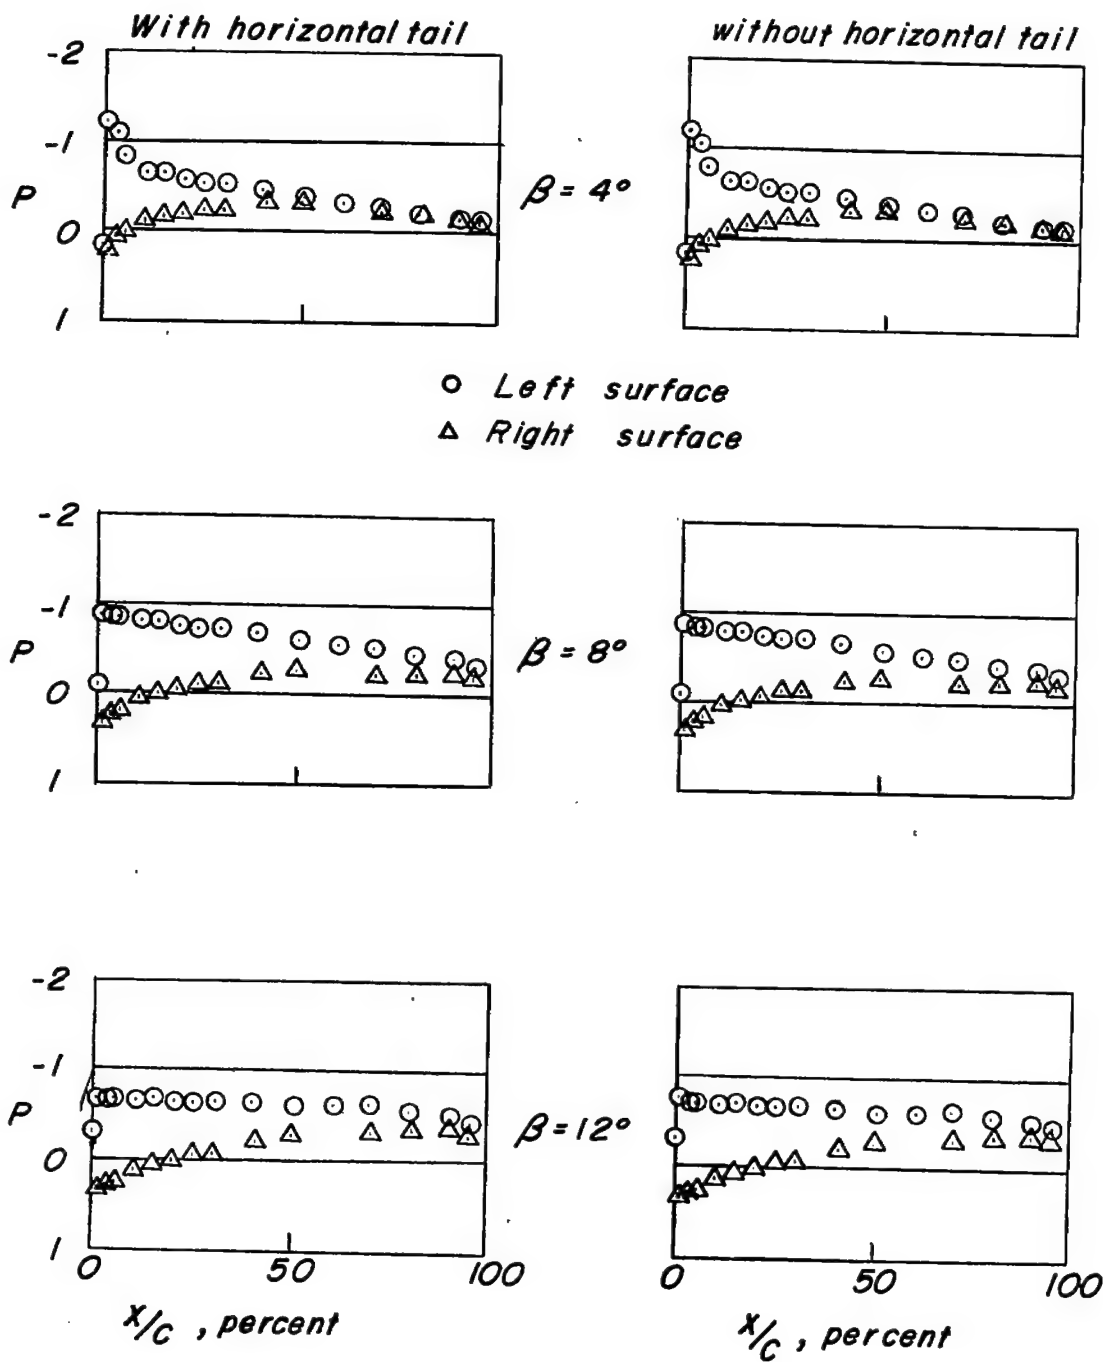 With horizontal tail
without horizontal tail
-2
-1
P
0
1
β = 4°
Left surface
Right surface
-2
-1
P
0
1
β = 8°
-2
-1
P
0
1
β = 12°
0 50 100
0 50 100
X/C , percent
X/C , percent